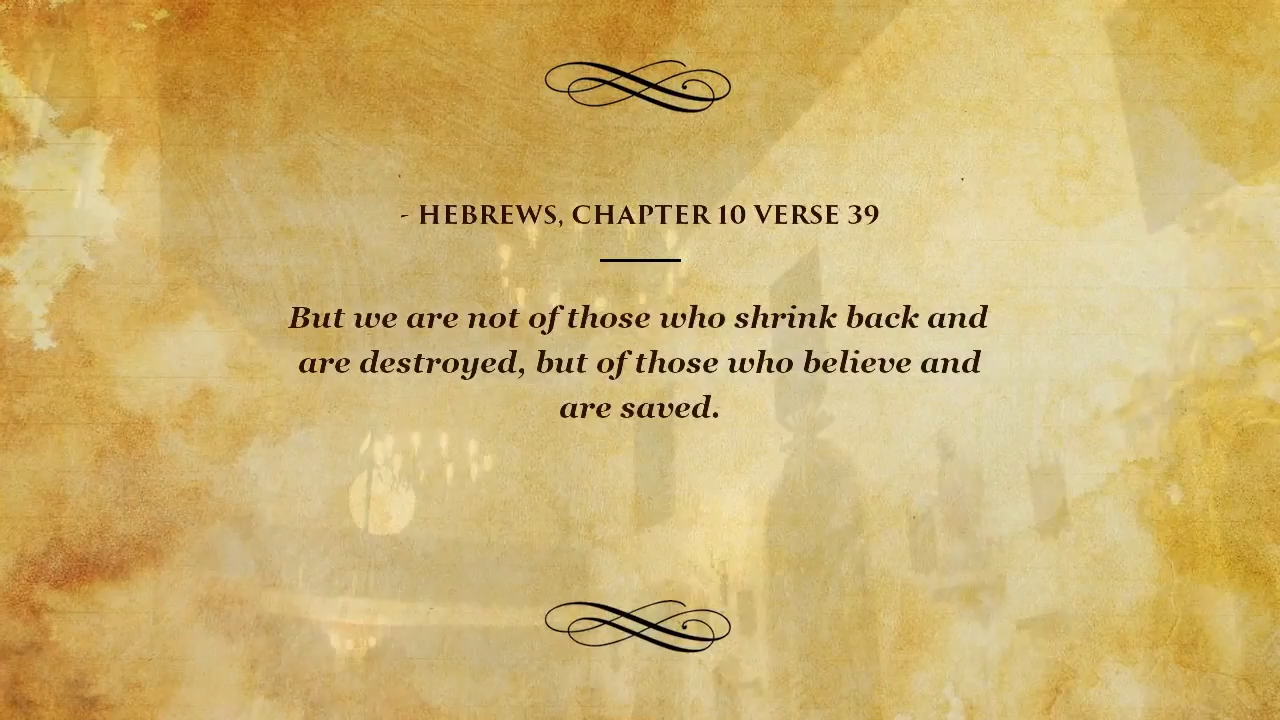 - HEBREWS, CHAPTER 10 VERSE 39
But we are not of those who shrink back and
are destroyed, but of those who believe and
are saved.